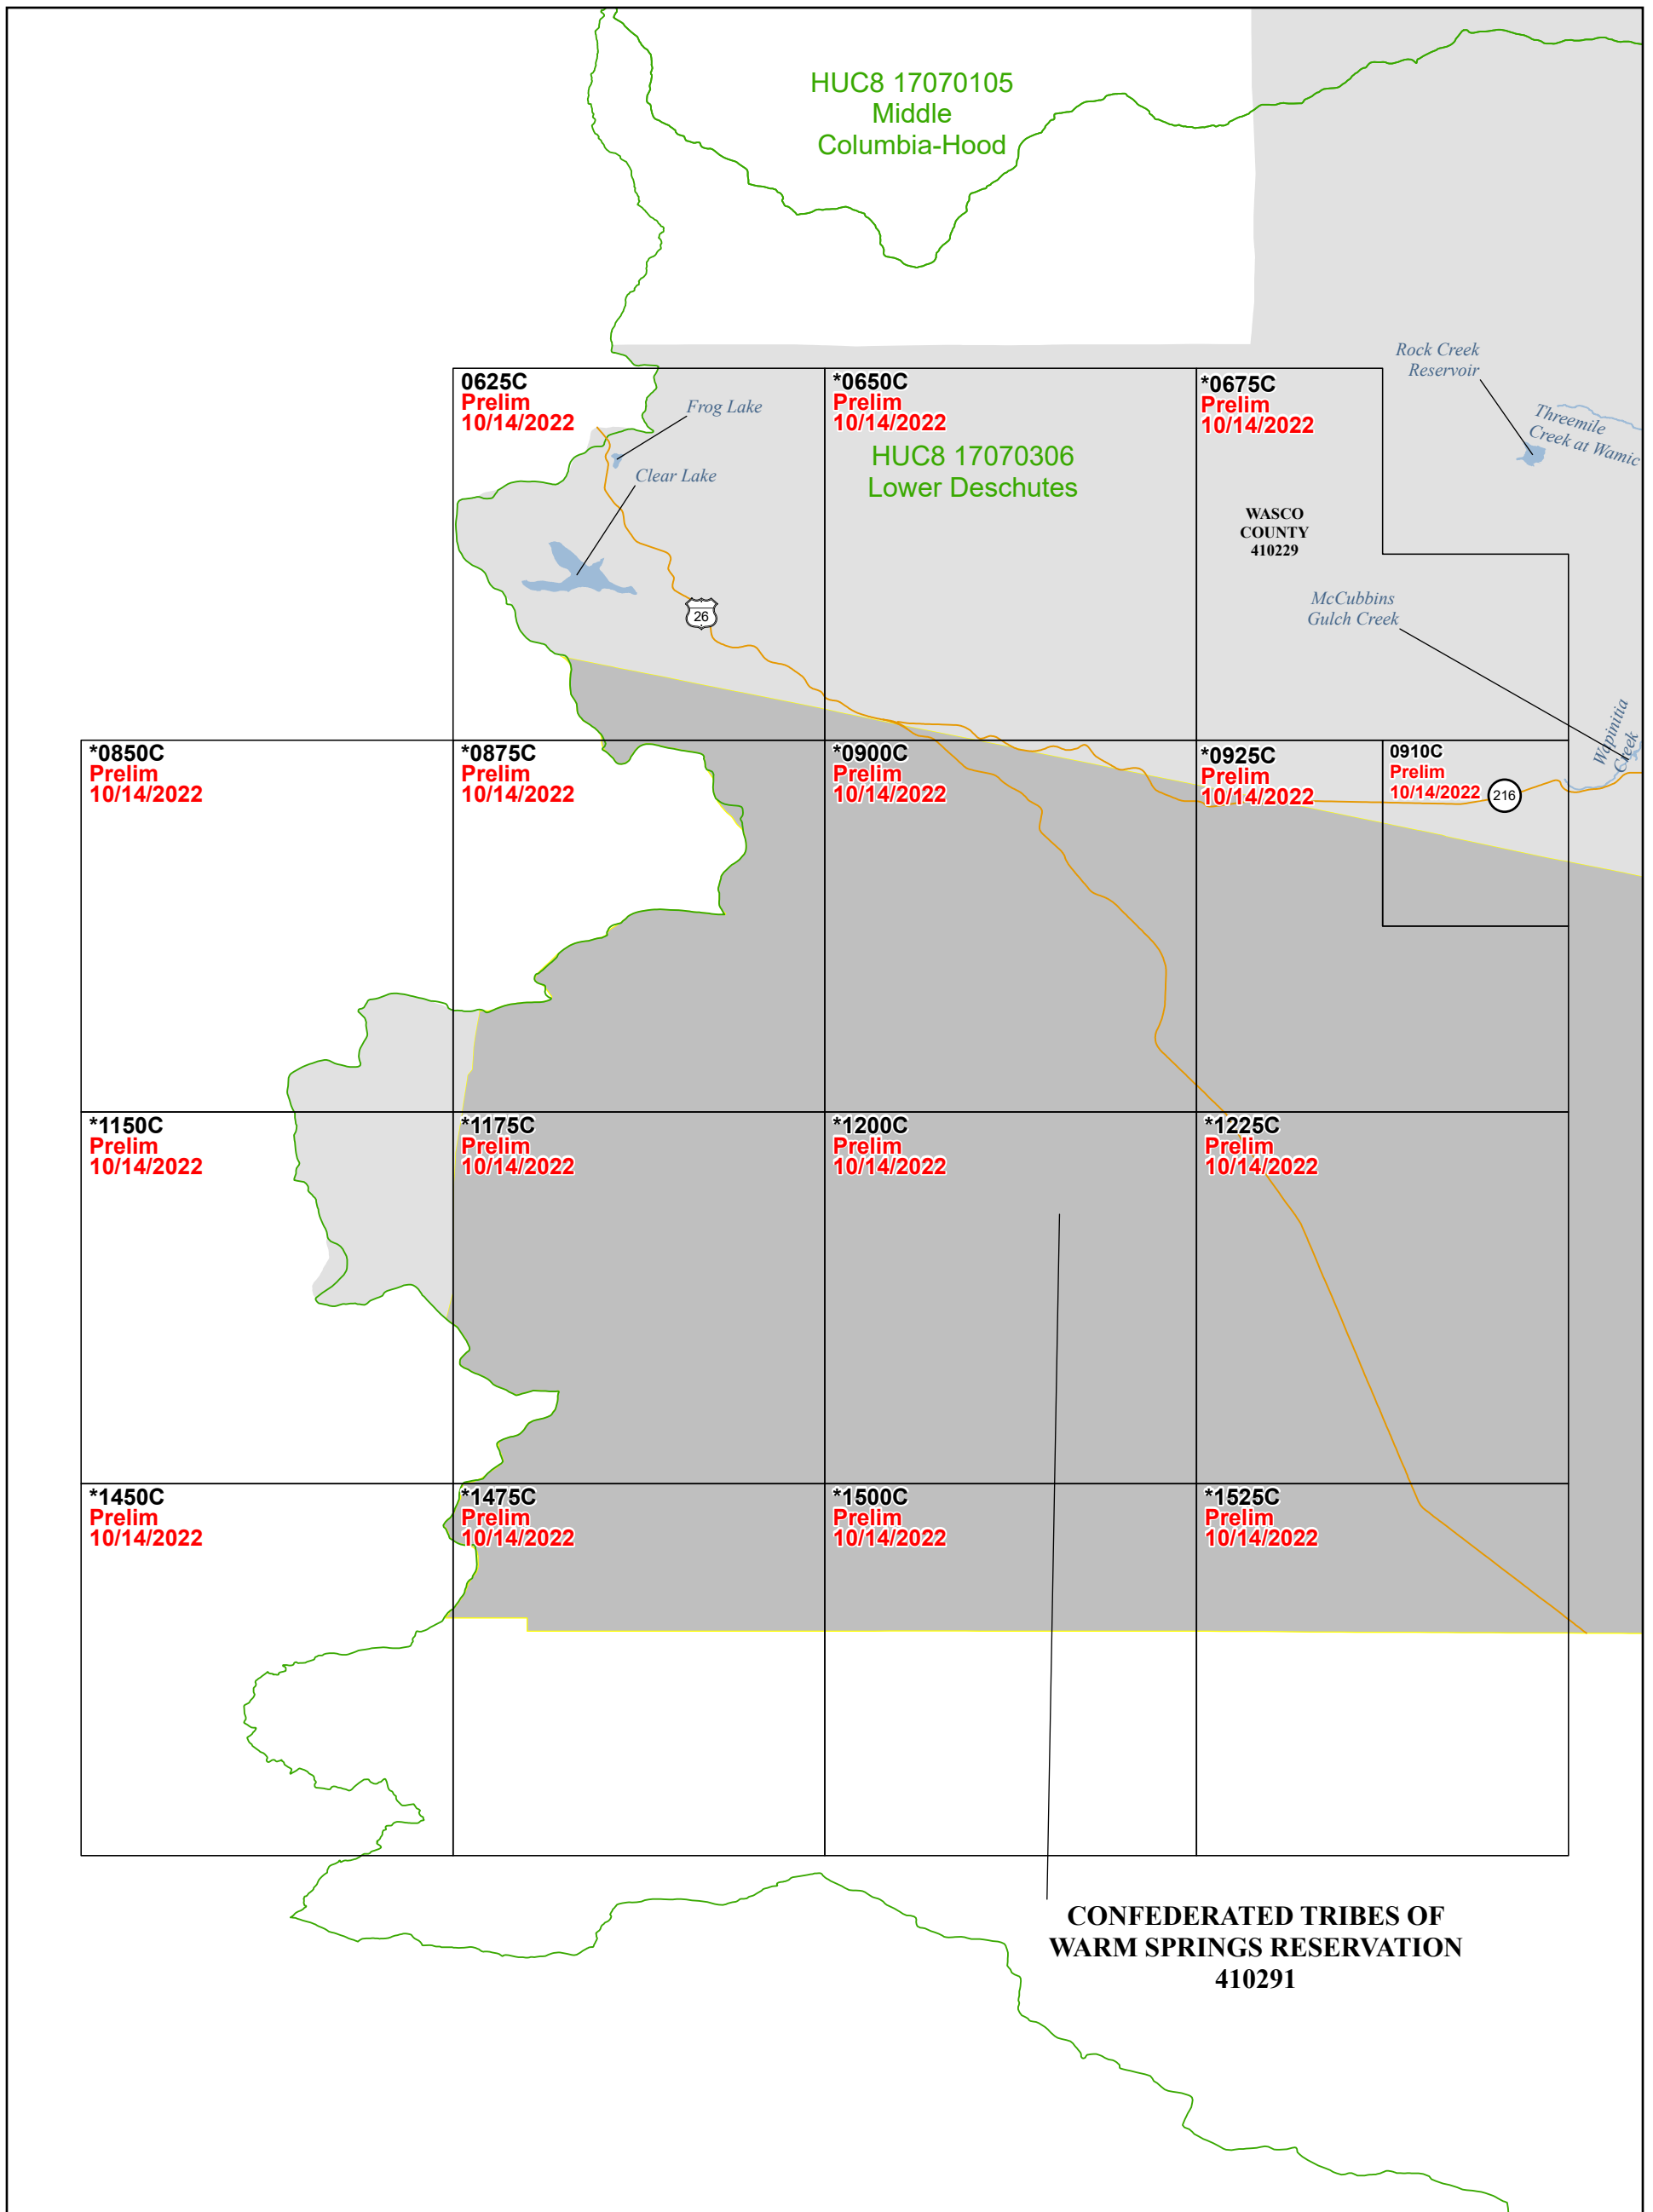 HUC8 17070105
Middle
Columbia-Hood
Rock Creek
Reservoir
0625C
Prelim
10/14/2022
Frog Lake
Clear Lake
*0650C
Prelim
10/14/2022
HUC8 17070306
Lower Deschutes
*0675C
Prelim
10/14/2022
Threemile
Creek at Wamic
WASCO
COUNTY
410229
McCubbins
Gulch Creek
26
Wapinitia
Creek
*0850C
Prelim
10/14/2022
*0875C
Prelim
10/14/2022
*0900C
Prelim
10/14/2022
*0925C
Prelim
10/14/2022
0910C
Prelim
10/14/2022
216
*1150C
Prelim
10/14/2022
*1175C
Prelim
10/14/2022
*1200C
Prelim
10/14/2022
*1225C
Prelim
10/14/2022
*1450C
Prelim
10/14/2022
*1475C
Prelim
10/14/2022
*1500C
Prelim
10/14/2022
*1525C
Prelim
10/14/2022
CONFEDERATED TRIBES OF
WARM SPRINGS RESERVATION
410291